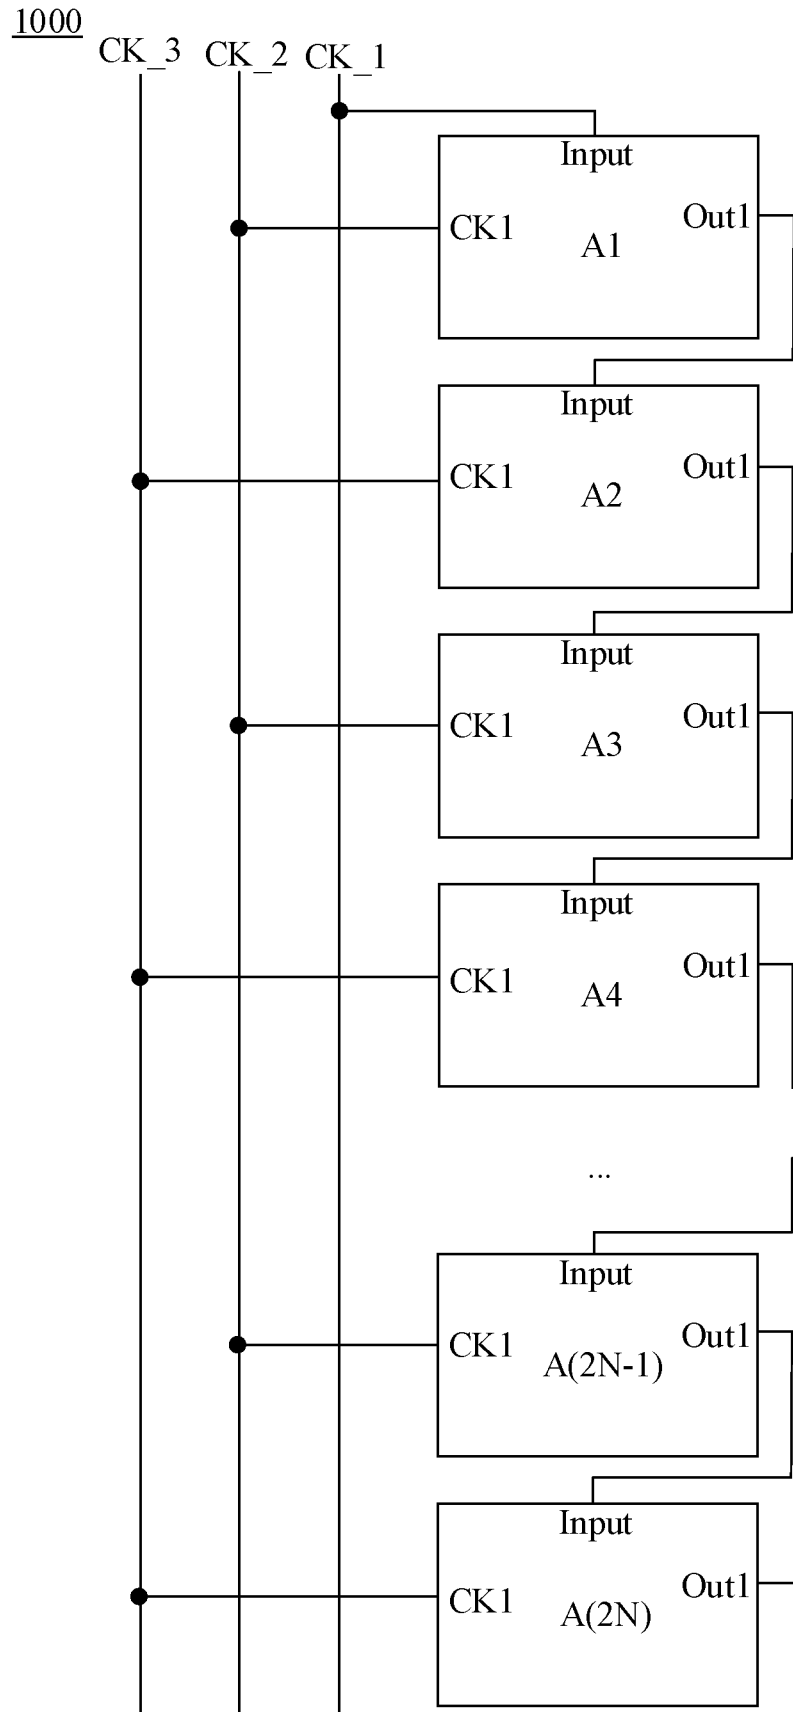 1000
CK_3 CK_2 CK_1
Input
CK1 Out1
A1
Input
CK1 Out1
A2
Input
CK1 Out1
A3
Input
CK1 Out1
A4
...
Input
CK1 Out1
A(2N-1)
Input
CK1 Out1
A(2N)